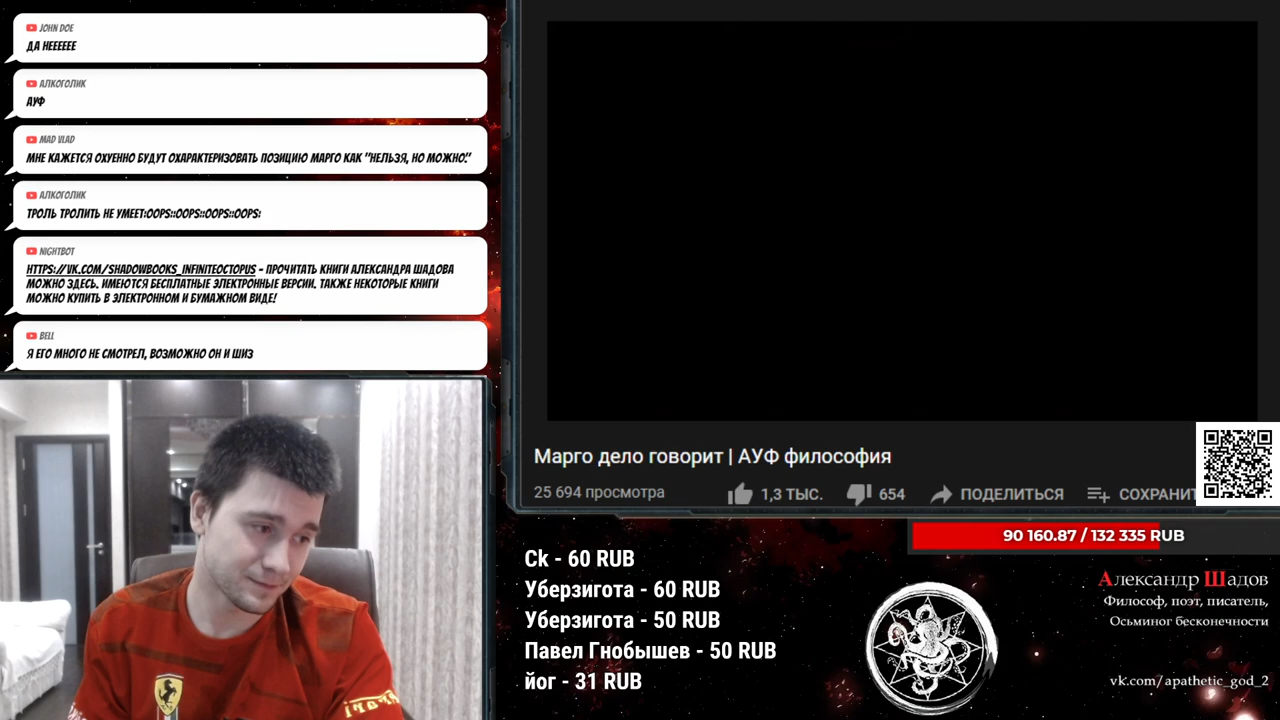 JOHN DOE
ДА НЕЕЕЕЕЕ
АЛКОГОЛИК
АУФ
MAD VLAD
МНЕ КАЖЕТСЯ ОХУЕННО БУДУТ ОХАРАКТЕРИЗОВАТЬ ПОЗИЦИЮ МАРГО КАК "НЕЛЬЗЯ, НО МОЖНО."
АЛКОГОЛИК
ТРОЛЬ ТРОЛИТЬ НЕ УМЕЕТ:OOPS::OOPS::OOPS::OOPS:
NIGHTBOT
HTTPS://VK.COM/SHADOWBOOKS_INFINITEOCTOPUS - ПРОЧИТАТЬ КНИГИ АЛЕКСАНДРА ШАДОВА
МОЖНО ЗДЕСЬ. ИМЕЮТСЯ БЕСПЛАТНЫЕ ЭЛЕКТРОННЫЕ ВЕРСИИ. ТАКЖЕ НЕКОТОРЫЕ КНИГИ
МОЖНО КУПИТЬ В ЭЛЕКТРОННОМ И БУМАЖНОМ ВИДЕ!
BELL
Я ЕГО МНОГО НЕ СМОТРЕЛ, ВОЗМОЖНО ОН И ШИЗ
Марго дело говорит | АУФ философия
25 694 просмотра
1,3 ТЫС.
654
ПОДЕЛИТЬСЯ
СОХРАНИТ
90 160.87 / 132 335 RUB
Ck - 60 RUB
Уберзигота - 60 RUB
Уберзигота - 50 RUB
Павел Гнобышев - 50 RUB
йог - 31 RUB
Александр Шадов
Философ, поэт, писатель,
Осьминог бесконечности
vk.com/apathetic_god_2
Ferrari